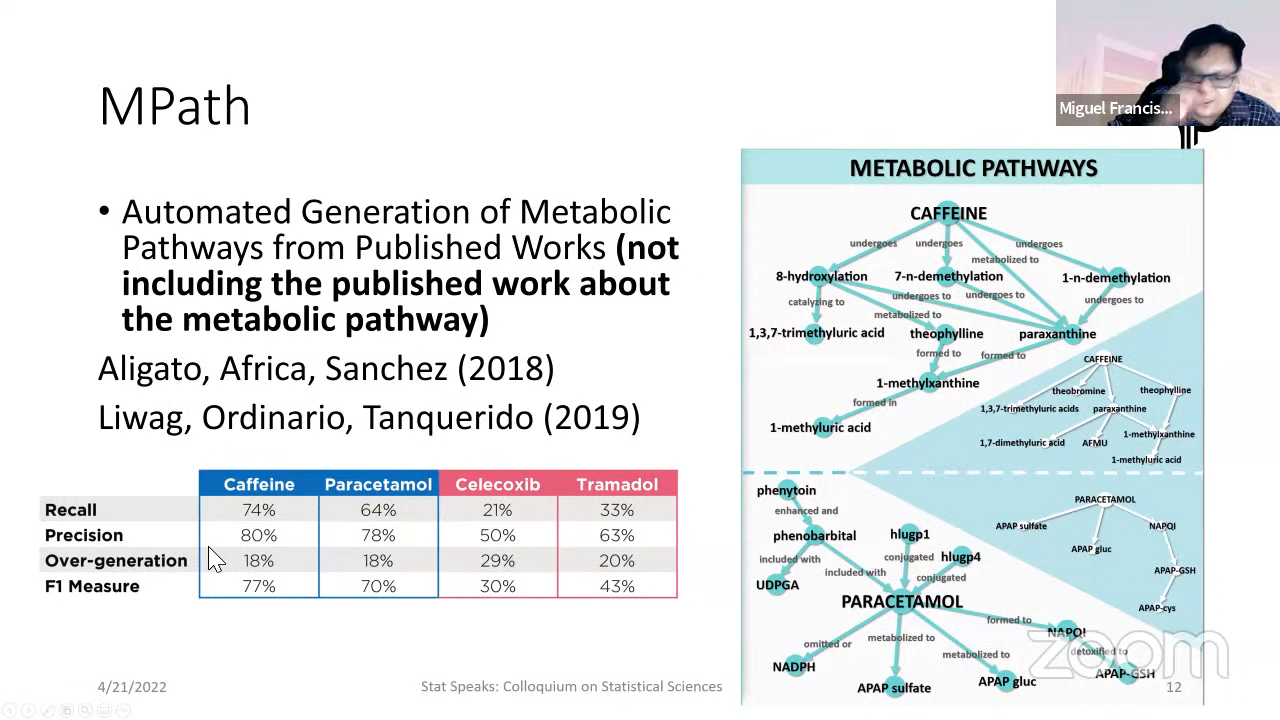 Miguel Francis...
MPath
• Automated Generation of Metabolic
Pathways from Published Works (not
including the published work about
the metabolic pathway)
Aligato, Africa, Sanchez (2018)
Liwag, Ordinario, Tanquerido (2019)
Caffeine Paracetamol Celecoxib Tramadol
Recall 74% 64% 21% 33%
Precision 80% 78% 50% 63%
Over-generation 18% 18% 29% 20%
F1 Measure 77% 70% 30% 43%
METABOLIC PATHWAYS
CAFFEINE
undergoes undergoes undergoes
metabolized to
8-hydroxylation 7-n-demethylation 1-n-demethylation
catalyzing to undergoes to undergoes to undergoes to
metabolized to
1,3,7-trimethyluric acid theophylline paraxanthine
formed to formed to
1-methylxanthine
formed in
1-methyluric acid
CAFFEINE
theobromine theophylline
1,3,7-trimethyluric acids paraxanthine
1,7-dimethyluric acid AFMU 1-methylxanthine
1-methyluric acid
phenytoin
enhanced and
phenobarbital hlugp1
included with conjugated hlugp4
included with conjugated
UDPGA
PARACETAMOL
formed to
omitted or metabolized to NAPQI
metabolized to detoxified to
NADPH APAP sulfate APAP gluc APAP-GSH
PARACETAMOL
APAP sulfate NAPQI
APAP gluc
APAP-GSH
APAP-cys
zoom
4/21/2022 Stat Speaks: Colloquium on Statistical Sciences 12